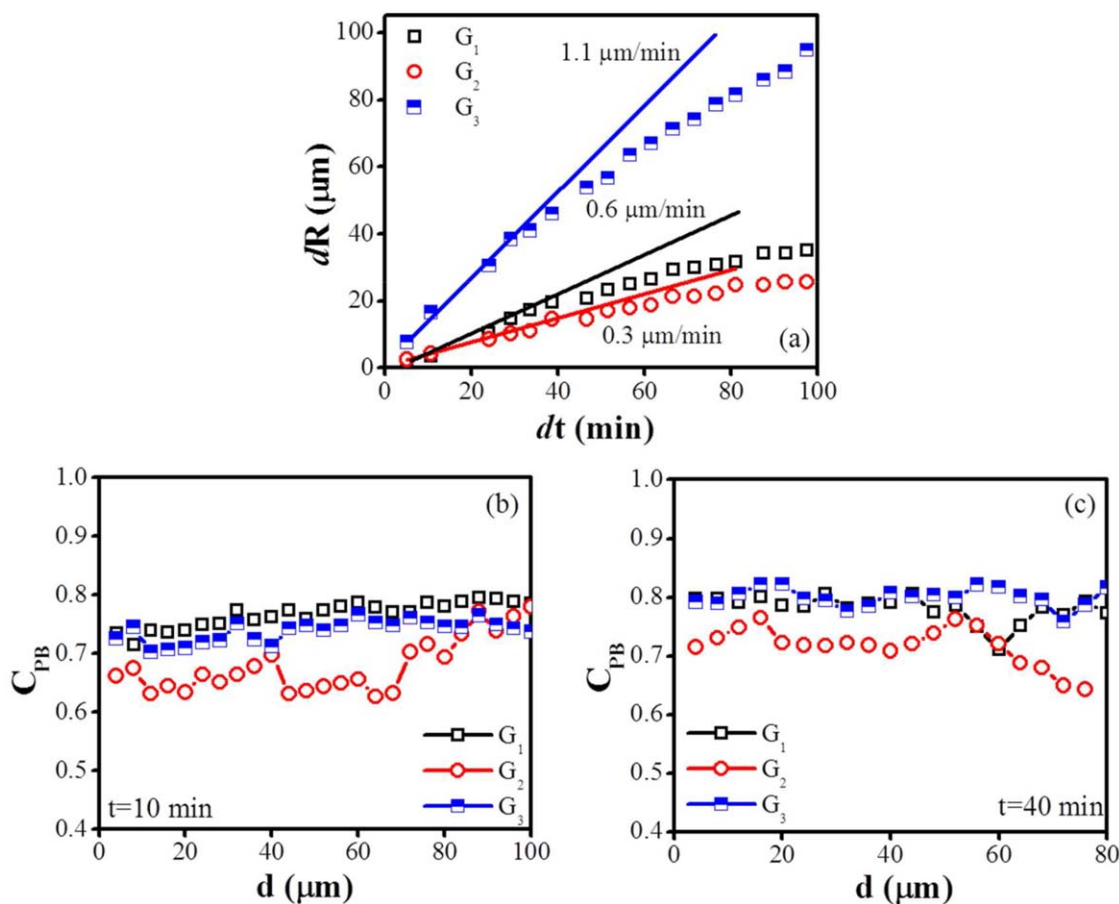 100
80
60
40
20
0
dR (μm)
G₁
G₂
G₃
1.1 μm/min
0.6 μm/min
0.3 μm/min
(a)
0 20 40 60 80 100
dt (min)
1.0
0.9
0.8
0.7
0.6
0.5
0.4
C_PB
(b)
G₁
G₂
G₃
t=10 min
0 20 40 60 80 100
d (μm)
1.0
0.9
0.8
0.7
0.6
0.5
0.4
C_PB
(c)
G₁
G₂
G₃
t=40 min
0 20 40 60 80
d (μm)